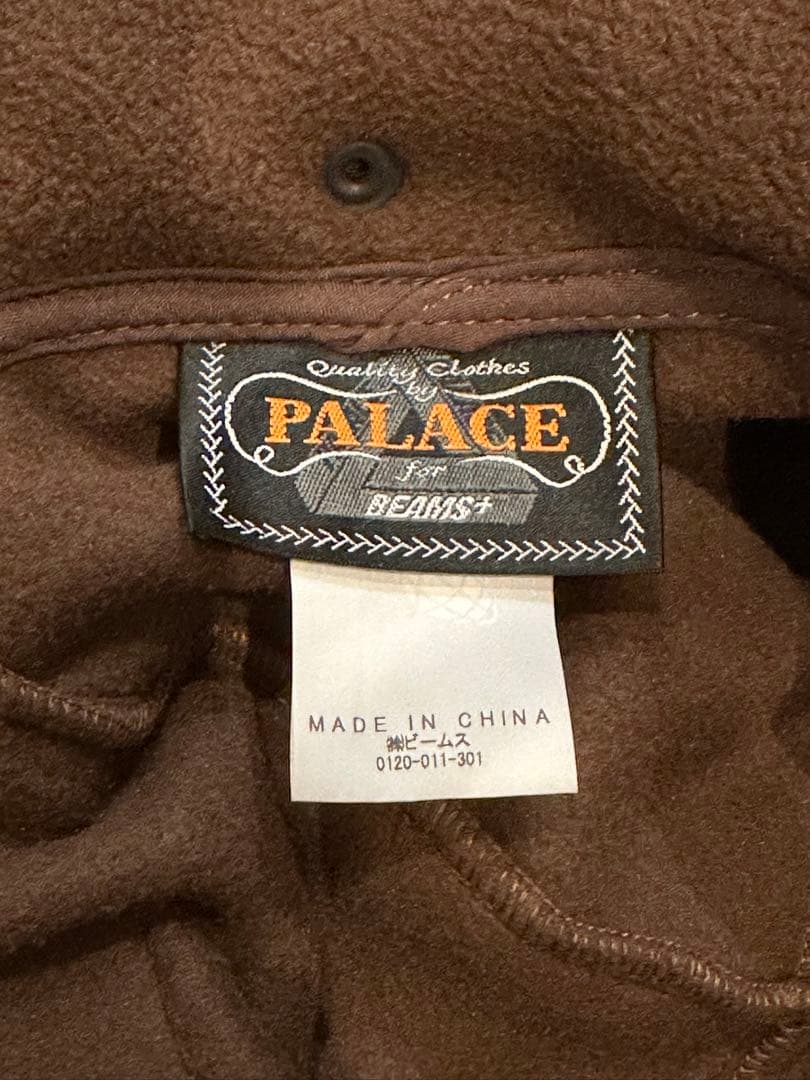 Quality Clothes
by
PALACE
for
BEAMS+
MADE IN CHINA
㈱ビームス
0120-011-301